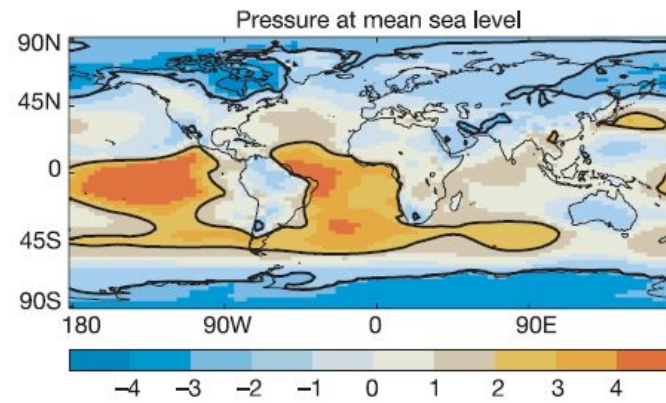 Pressure at mean sea level
90N
45N
0
45S
90S
180 90W 0 90E
−4 −3 −2 −1 0 1 2 3 4